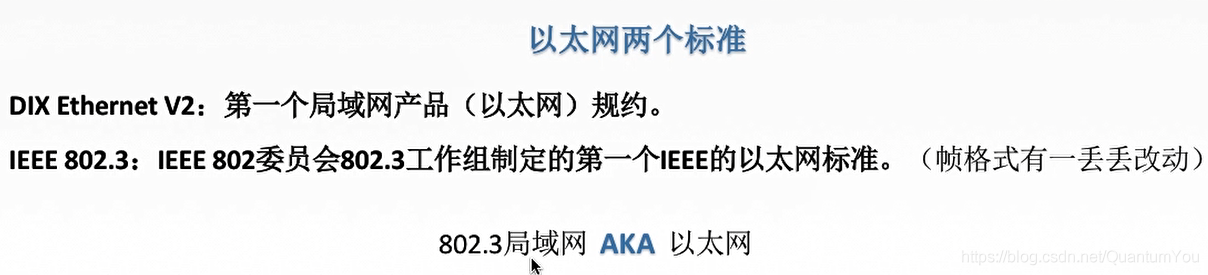 以太网两个标准
DIX Ethernet V2：第一个局域网产品（以太网）规约。
IEEE 802.3：IEEE 802委员会802.3工作组制定的第一个IEEE的以太网标准。（帧格式有一丢丢改动）
802.3局域网 AKA 以太网
https://blog.csdn.net/QuantumYou